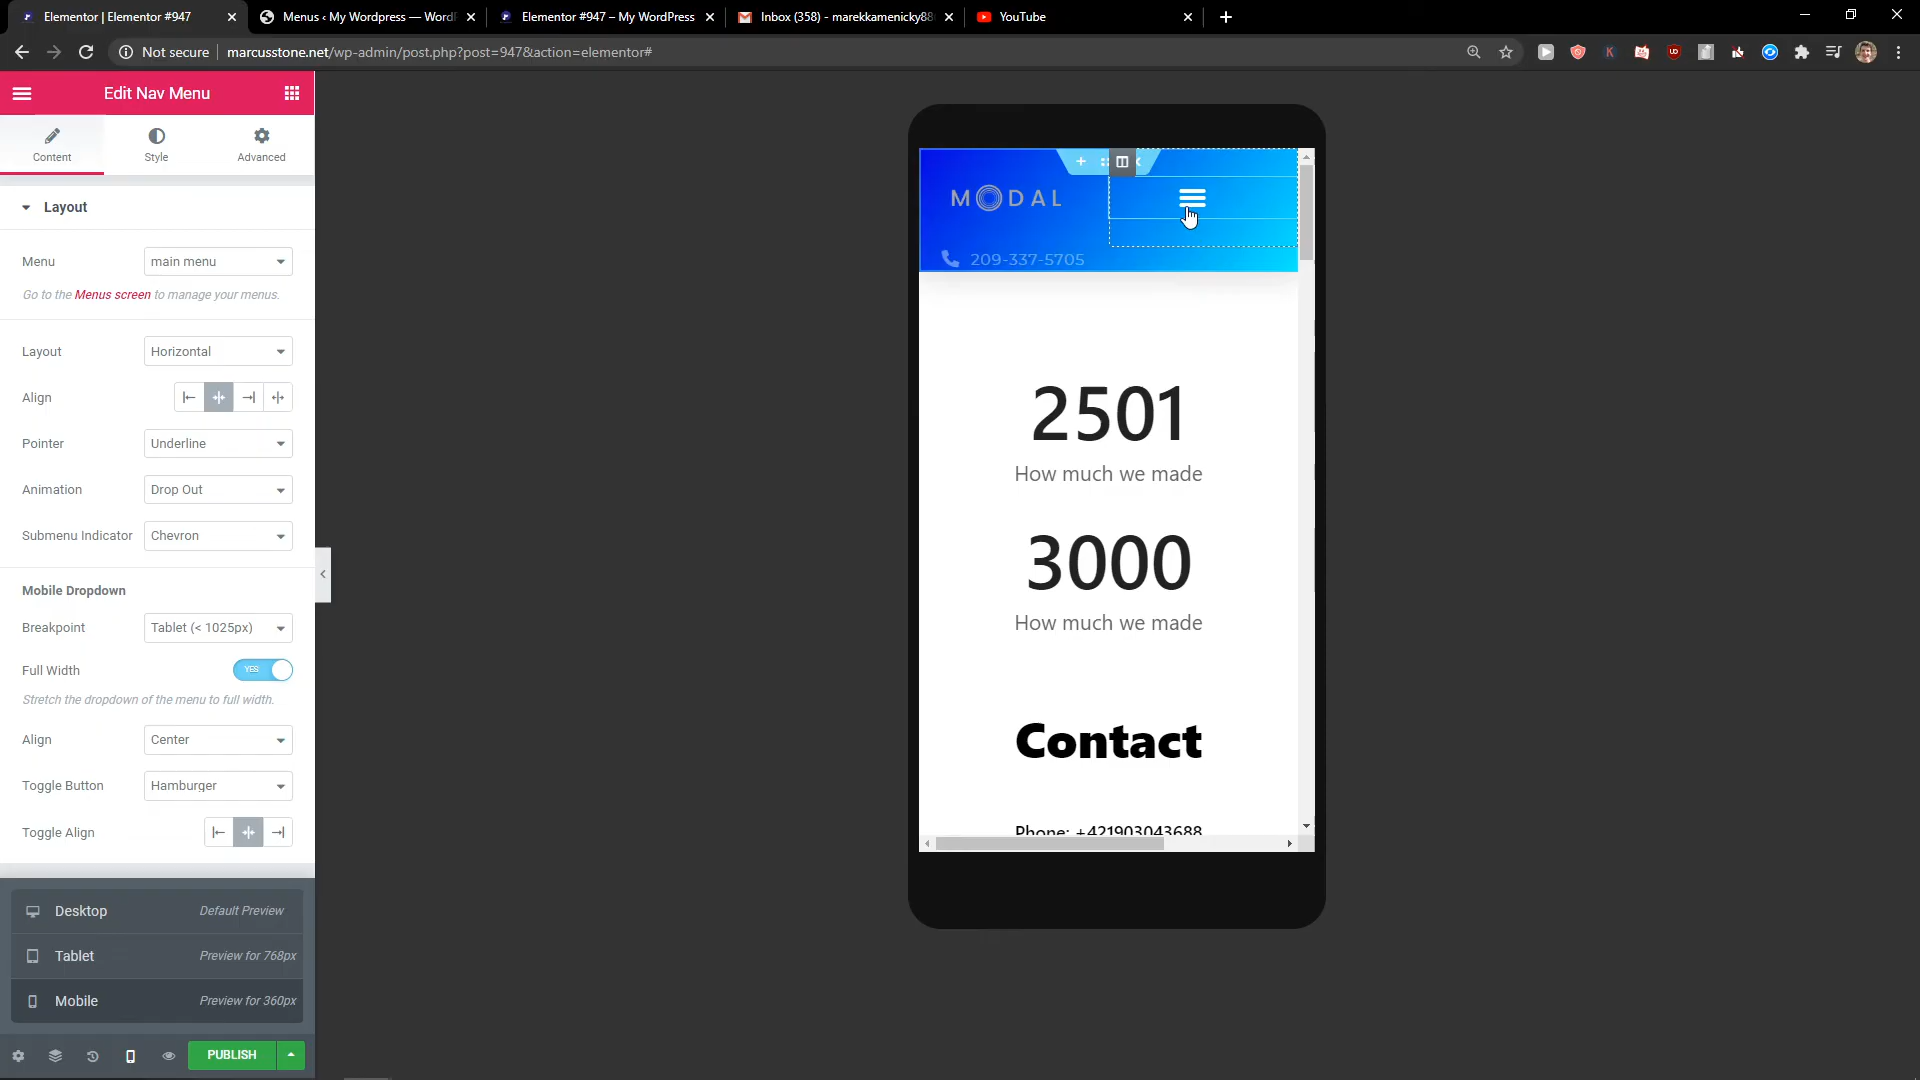 Elementor | Elementor #947
Menus ‹ My Wordpress — WordP
Elementor #947 – My WordPress
Inbox (358) - marekkamenicky88
YouTube
Not secure
marcusstone.net/wp-admin/post.php?post=947&action=elementor#
Edit Nav Menu
Content
Style
Advanced
Layout
Menu
main menu
Go to the Menus screen to manage your menus.
Layout
Horizontal
Align
Pointer
Underline
Animation
Drop Out
Submenu Indicator
Chevron
Mobile Dropdown
Breakpoint
Tablet (< 1025px)
Full Width
YES
Stretch the dropdown of the menu to full width.
Align
Center
Toggle Button
Hamburger
Toggle Align
Desktop
Default Preview
Tablet
Preview for 768px
Mobile
Preview for 360px
PUBLISH
MODAL
209-337-5705
2501
How much we made
3000
How much we made
Contact
Phone: +421903043688